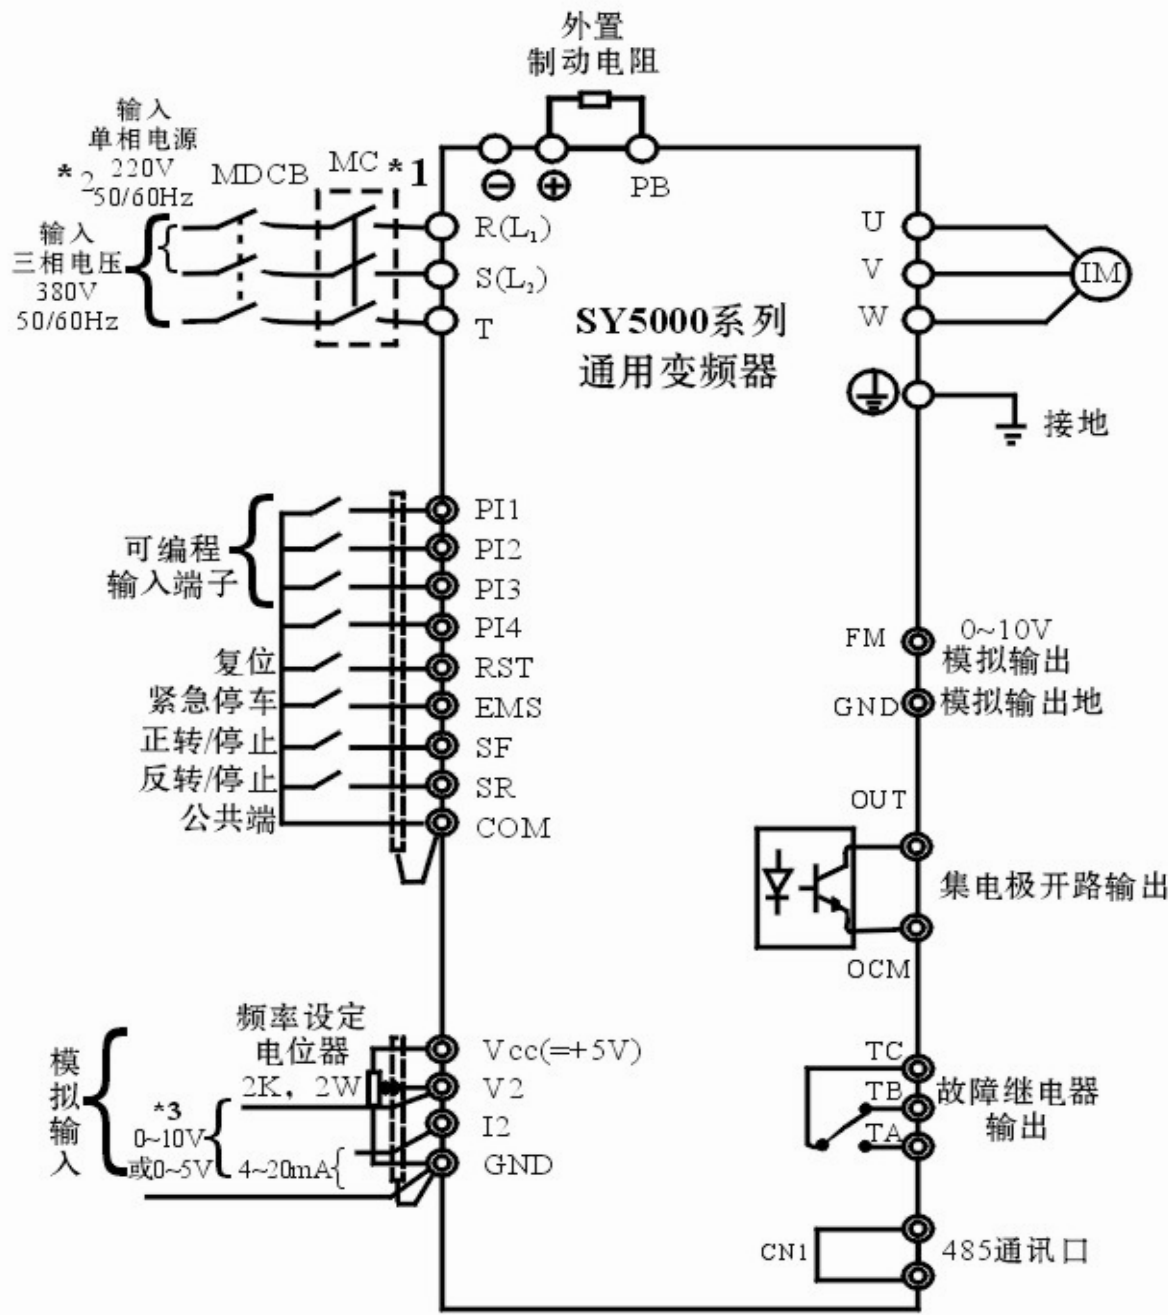 外置
制动电阻
输入
单相电源
*2 220V
50/60Hz
MDCB
MC *1
输入
三相电压
380V
50/60Hz
⊖
⊕
PB
R(L₁)
S(L₂)
T
U
V
W
IM
SY5000系列
通用变频器
接地
可编程
输入端子
PI1
PI2
PI3
PI4
复位
RST
紧急停车
EMS
正转/停止
SF
反转/停止
SR
公共端
COM
FM
0~10V
模拟输出
GND
模拟输出地
OUT
集电极开路输出
OCM
模拟输入
频率设定
电位器
2K，2W
*3
0~10V
或0~5V
4~20mA
Vcc(=+5V)
V2
I2
GND
TC
TB
TA
故障继电器
输出
CN1
485通讯口